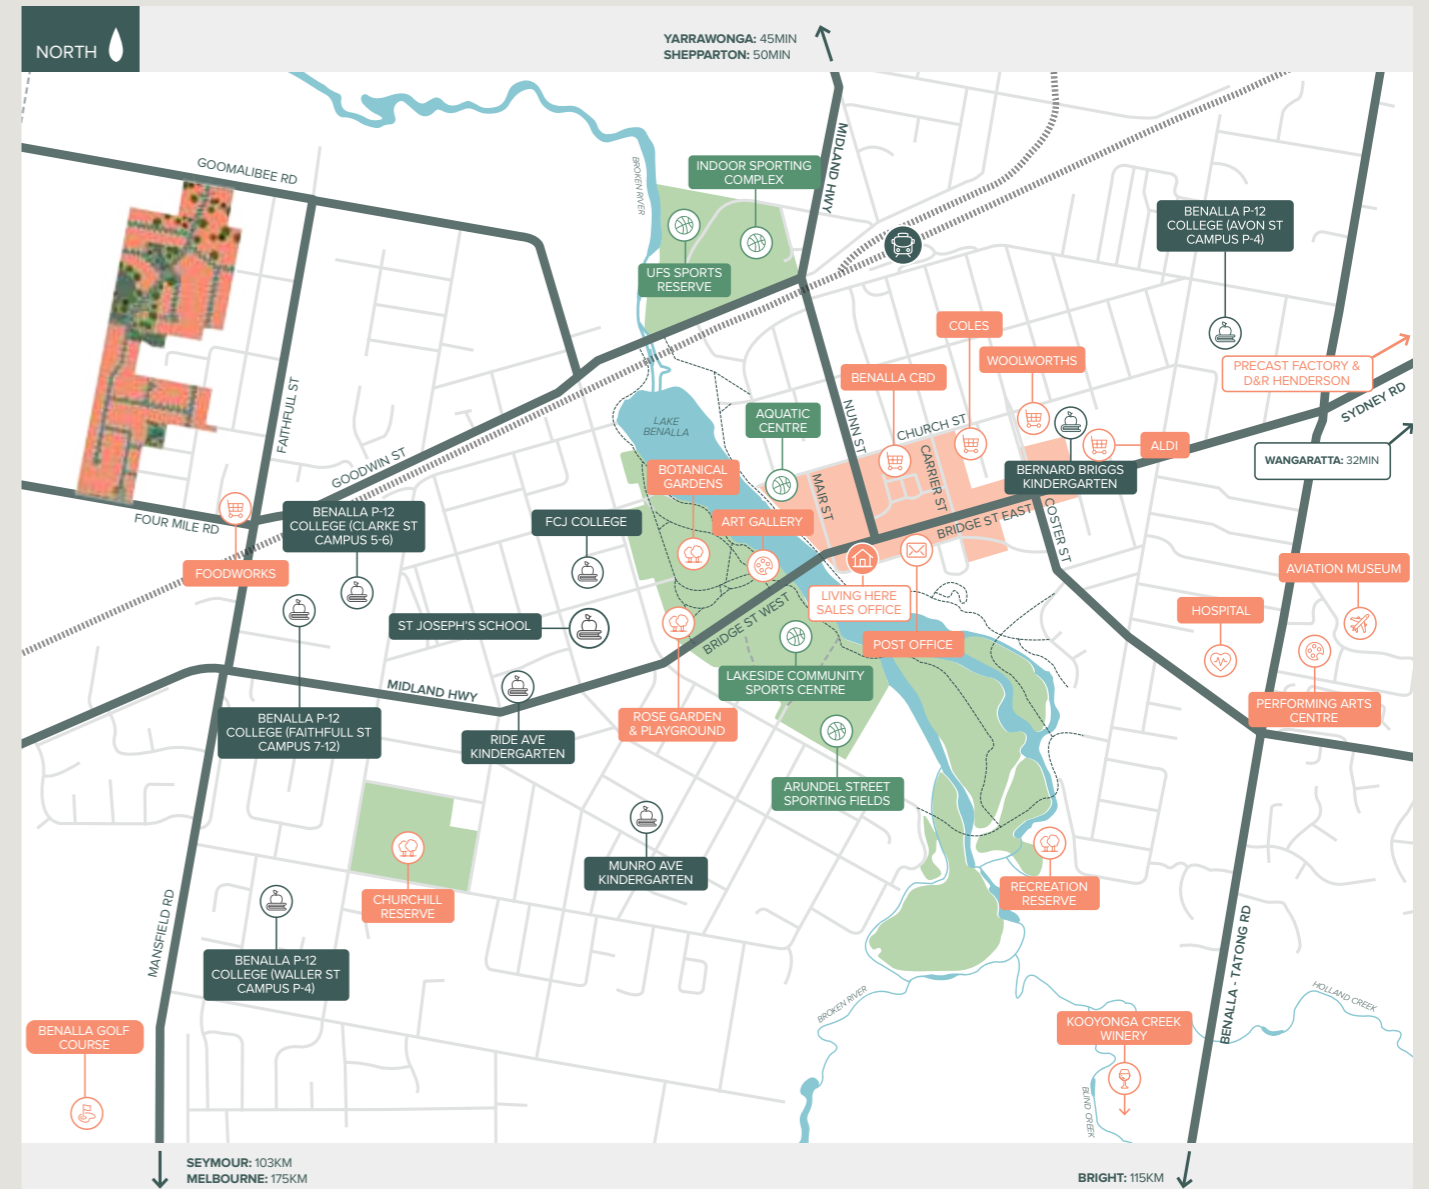 NORTH
YARRAWONGA: 45MIN
SHEPPARTON: 50MIN
GOOMALIBEE RD
BROKEN RIVER
INDOOR SPORTING
COMPLEX
MIDLAND HWY
UFS SPORTS
RESERVE
BENALLA P-12
COLLEGE (AVON ST
CAMPUS P-4)
COLES
WOOLWORTHS
BENALLA CBD
PRECAST FACTORY &
D&R HENDERSON
SYDNEY RD
FAITHFULL ST
LAKE
BENALLA
AQUATIC
CENTRE
NUNN ST
CHURCH ST
CARRIER ST
MAIR ST
ALDI
WANGARATTA: 32MIN
BERNARD BRIGGS
KINDERGARTEN
GOODWIN ST
BOTANICAL
GARDENS
FOUR MILE RD
BENALLA P-12
COLLEGE (CLARKE ST
CAMPUS 5-6)
FCJ COLLEGE
ART GALLERY
BRIDGE ST EAST
COSTER ST
FOODWORKS
AVIATION MUSEUM
LIVING HERE
SALES OFFICE
HOSPITAL
ST JOSEPH'S SCHOOL
BRIDGE ST WEST
POST OFFICE
MIDLAND HWY
LAKESIDE COMMUNITY
SPORTS CENTRE
PERFORMING ARTS
CENTRE
BENALLA P-12
COLLEGE (FAITHFULL ST
CAMPUS 7-12)
RIDE AVE
KINDERGARTEN
ROSE GARDEN
& PLAYGROUND
ARUNDEL STREET
SPORTING FIELDS
MUNRO AVE
KINDERGARTEN
CHURCHILL
RESERVE
RECREATION
RESERVE
MANSFIELD RD
BENALLA P-12
COLLEGE (WALLER ST
CAMPUS P-4)
BENALLA - TATONG RD
BROKEN RIVER
HOLLAND CREEK
BENALLA GOLF
COURSE
KOOYONGA CREEK
WINERY
BLIND CREEK
SEYMOUR: 103KM
MELBOURNE: 175KM
BRIGHT: 115KM